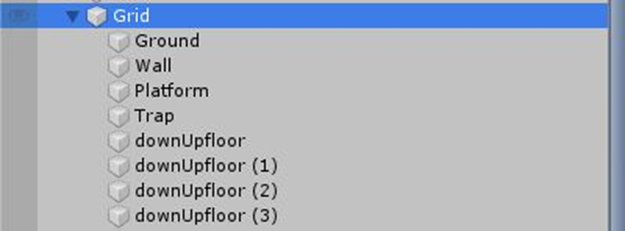 Grid
Ground
Wall
Platform
Trap
downUpfloor
downUpfloor (1)
downUpfloor (2)
downUpfloor (3)